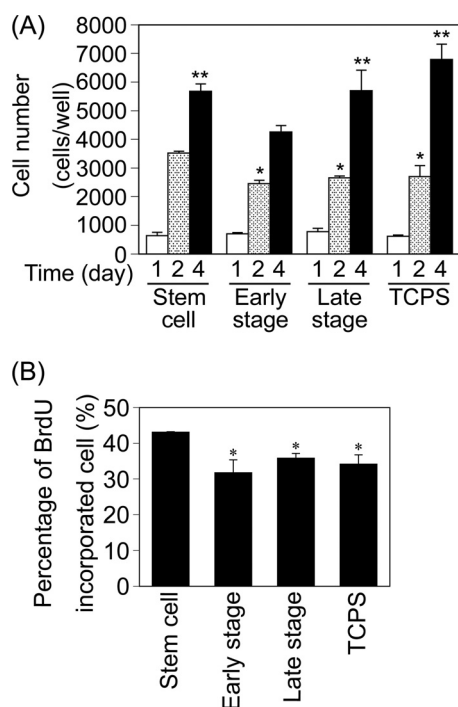 (A)
Cell number
(cells/well)
8000
7000
6000
5000
4000
3000
2000
1000
0
** ** **
* * *
Time (day) 1 2 4 1 2 4 1 2 4 1 2 4
Stem cell
Early stage
Late stage
TCPS
(B)
Percentage of BrdU
incorporated cell (%)
50
40
30
20
10
0
* * *
Stem cell
Early stage
Late stage
TCPS